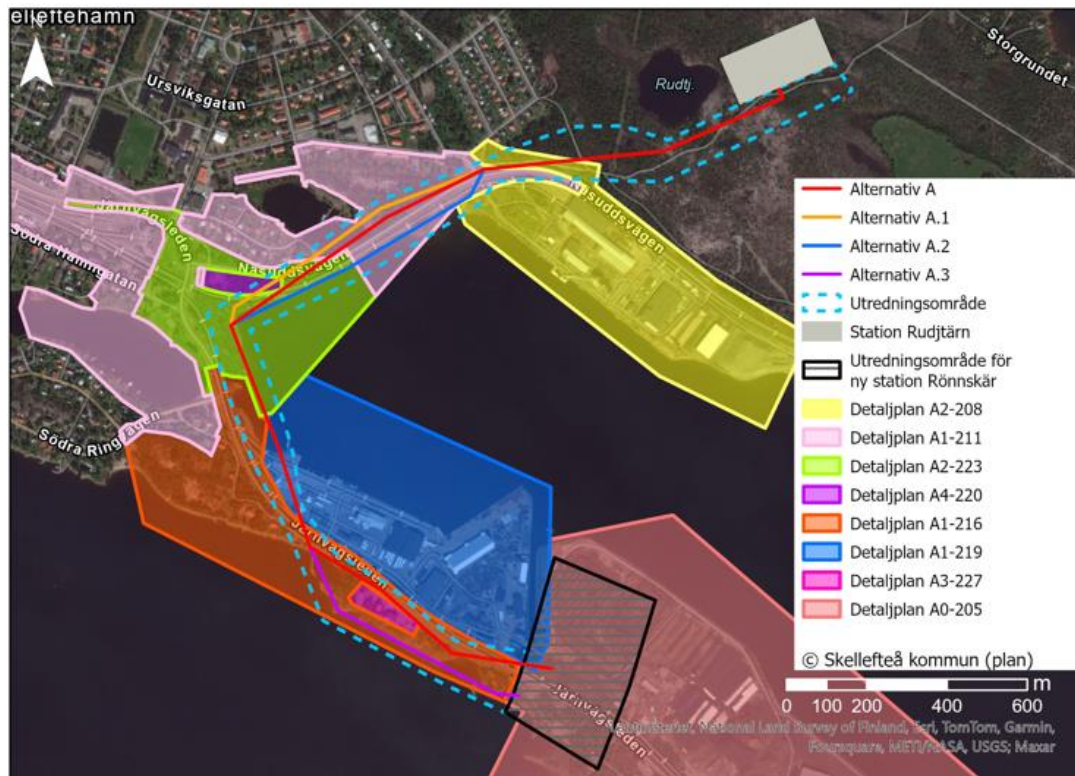 elleftehamn
N
Storgrundet
Ursviksgatan
Rudtj.
Järnvägsleden
Näsuddsvägen
Södra Hamngatan
Näsuddsvägen
Södra Ringvägen
Järnvägsleden
Järnvägsleden
Alternativ A
Alternativ A.1
Alternativ A.2
Alternativ A.3
Utredningsområde
Station Rudtjärn
Utredningsområde för
ny station Rönnskär
Detaljplan A2-208
Detaljplan A1-211
Detaljplan A2-223
Detaljplan A4-220
Detaljplan A1-216
Detaljplan A1-219
Detaljplan A3-227
Detaljplan A0-205
© Skellefteå kommun (plan)
m
0 100 200 400 600
National Land Survey of Finland, Esri, TomTom, Garmin,
Foursquare, METI/NASA, USGS; Maxar